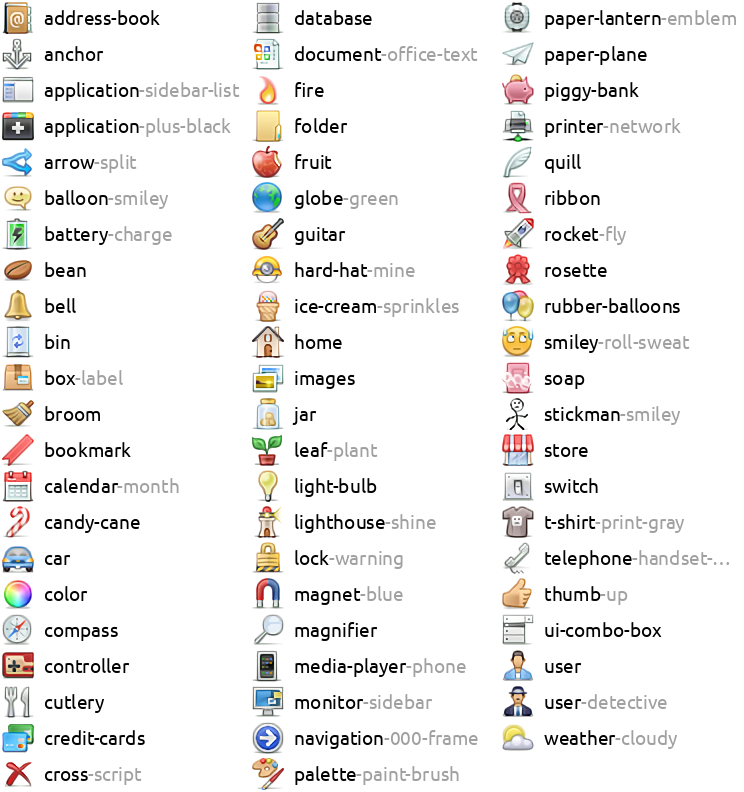 address-book
anchor
application-sidebar-list
application-plus-black
arrow-split
balloon-smiley
battery-charge
bean
bell
bin
box-label
broom
bookmark
calendar-month
candy-cane
car
color
compass
controller
cutlery
credit-cards
cross-script
database
document-office-text
fire
folder
fruit
globe-green
guitar
hard-hat-mine
ice-cream-sprinkles
home
images
jar
leaf-plant
light-bulb
lighthouse-shine
lock-warning
magnet-blue
magnifier
media-player-phone
monitor-sidebar
navigation-000-frame
palette-paint-brush
paper-lantern-emblem
paper-plane
piggy-bank
printer-network
quill
ribbon
rocket-fly
rosette
rubber-balloons
smiley-roll-sweat
soap
stickman-smiley
store
switch
t-shirt-print-gray
telephone-handset-...
thumb-up
ui-combo-box
user
user-detective
weather-cloudy